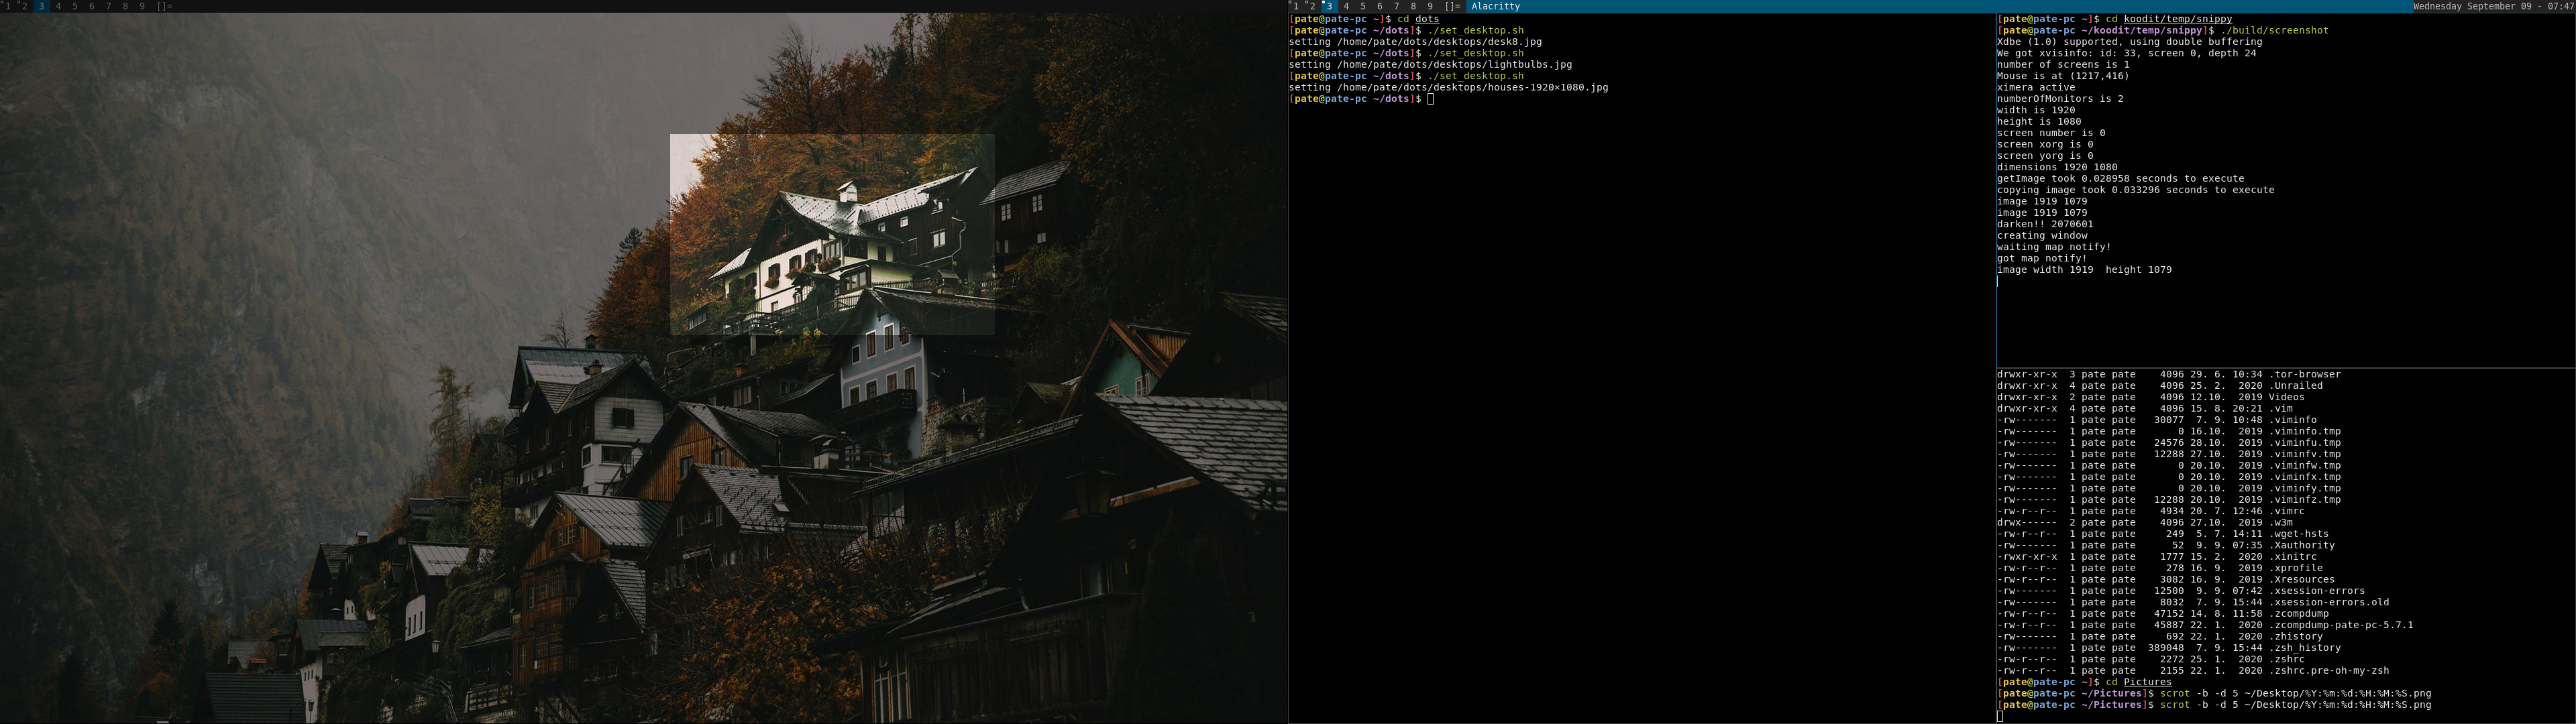 1 2 3 4 5 6 7 8 9 []=
1 2 3 4 5 6 7 8 9 []= Alacritty Wednesday September 09 - 07:47
[pate@pate-pc ~]$ cd dots
[pate@pate-pc ~/dots]$ ./set_desktop.sh
setting /home/pate/dots/desktops/desk8.jpg
[pate@pate-pc ~/dots]$ ./set_desktop.sh
setting /home/pate/dots/desktops/lightbulbs.jpg
[pate@pate-pc ~/dots]$ ./set_desktop.sh
setting /home/pate/dots/desktops/houses-1920×1080.jpg
[pate@pate-pc ~/dots]$
[pate@pate-pc ~]$ cd koodit/temp/snippy
[pate@pate-pc ~/koodit/temp/snippy]$ ./build/screenshot
Xdbe (1.0) supported, using double buffering
We got xvisinfo: id: 33, screen 0, depth 24
number of screens is 1
Mouse is at (1217,416)
ximera active
numberOfMonitors is 2
width is 1920
height is 1080
screen number is 0
screen xorg is 0
screen yorg is 0
dimensions 1920 1080
getImage took 0.028958 seconds to execute
copying image took 0.033296 seconds to execute
image 1919 1079
image 1919 1079
darken!! 2070601
creating window
waiting map notify!
got map notify!
image width 1919  height 1079
drwxr-xr-x  3 pate pate    4096 29. 6. 10:34 .tor-browser
drwxr-xr-x  4 pate pate    4096 25. 2.  2020 .Unrailed
drwxr-xr-x  2 pate pate    4096 12.10.  2019 Videos
drwxr-xr-x  4 pate pate    4096 15. 8. 20:21 .vim
-rw-------  1 pate pate   30077  7. 9. 10:48 .viminfo
-rw-------  1 pate pate       0 16.10.  2019 .viminfo.tmp
-rw-------  1 pate pate   24576 28.10.  2019 .viminfu.tmp
-rw-------  1 pate pate   12288 27.10.  2019 .viminfv.tmp
-rw-------  1 pate pate       0 20.10.  2019 .viminfw.tmp
-rw-------  1 pate pate       0 20.10.  2019 .viminfx.tmp
-rw-------  1 pate pate       0 20.10.  2019 .viminfy.tmp
-rw-------  1 pate pate   12288 20.10.  2019 .viminfz.tmp
-rw-r--r--  1 pate pate    4934 20. 7. 12:46 .vimrc
drwx------  2 pate pate    4096 27.10.  2019 .w3m
-rw-r--r--  1 pate pate     249  5. 7. 14:11 .wget-hsts
-rw-------  1 pate pate      52  9. 9. 07:35 .Xauthority
-rwxr-xr-x  1 pate pate    1777 15. 2.  2020 .xinitrc
-rw-r--r--  1 pate pate     278 16. 9.  2019 .xprofile
-rw-r--r--  1 pate pate    3082 16. 9.  2019 .Xresources
-rw-------  1 pate pate   12500  9. 9. 07:42 .xsession-errors
-rw-------  1 pate pate    8032  7. 9. 15:44 .xsession-errors.old
-rw-r--r--  1 pate pate   47152 14. 8. 11:58 .zcompdump
-rw-r--r--  1 pate pate   45887 22. 1.  2020 .zcompdump-pate-pc-5.7.1
-rw-------  1 pate pate     692 22. 1.  2020 .zhistory
-rw-------  1 pate pate  389048  7. 9. 15:44 .zsh_history
-rw-r--r--  1 pate pate    2272 25. 1.  2020 .zshrc
-rw-r--r--  1 pate pate    2155 22. 1.  2020 .zshrc.pre-oh-my-zsh
[pate@pate-pc ~]$ cd Pictures
[pate@pate-pc ~/Pictures]$ scrot -b -d 5 ~/Desktop/%Y:%m:%d:%H:%M:%S.png
[pate@pate-pc ~/Pictures]$ scrot -b -d 5 ~/Desktop/%Y:%m:%d:%H:%M:%S.png